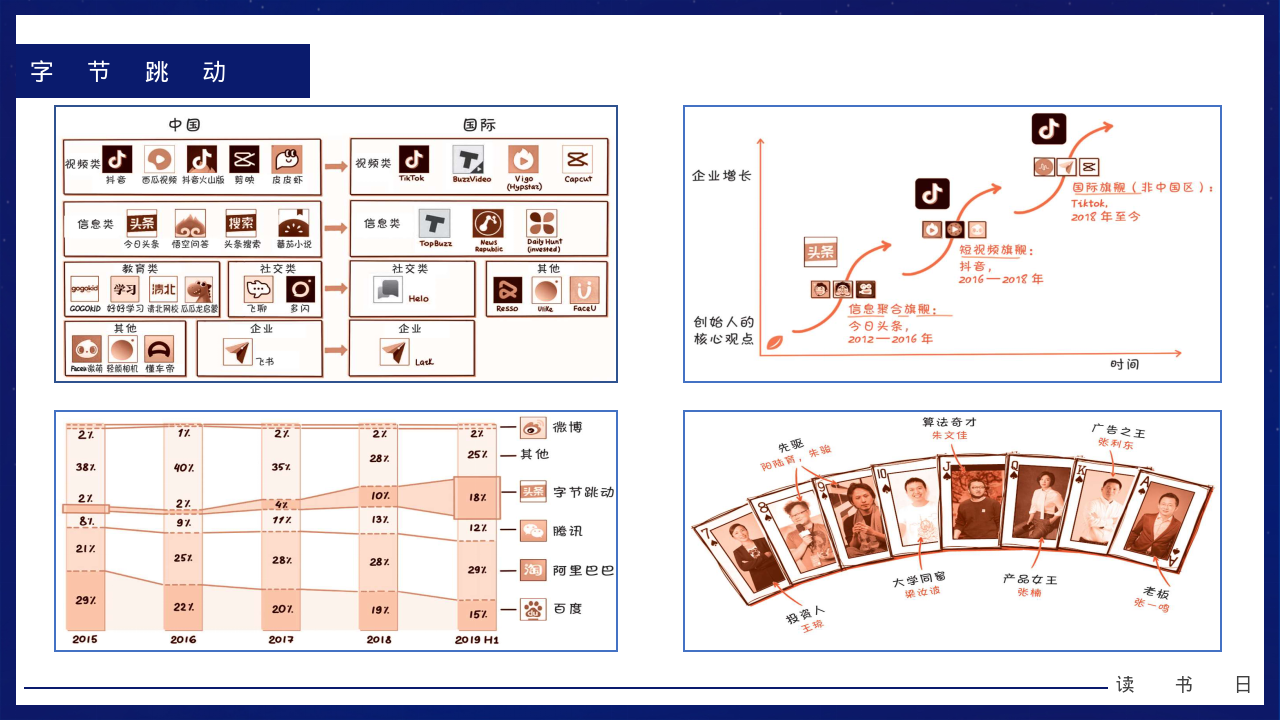 字 节 跳 动
中国
国际
视频类
抖音
西瓜视频
抖音火山版
剪映
皮皮虾
视频类
TikTok
BuzzVideo
Vigo
(Hypstar)
Capcut
信息类
头条
今日头条
悟空问答
搜索
头条搜索
番茄小说
信息类
TopBuzz
News
Republic
Daily Hunt
(invested)
教育类
gogokid
GOGOKID
学习
好好学习
清北
清北网校
瓜瓜龙启蒙
社交类
飞聊
多闪
社交类
Helo
其他
Resso
Ulike
FaceU
其他
FaceU激萌
轻颜相机
懂车帝
企业
飞书
企业
Lark
企业增长
创始人的
核心观点
时间
头条
信息聚合旗舰:
今日头条,
2012—2016 年
短视频旗舰:
抖音,
2016—2018 年
国际旗舰(非中国区):
Tiktok,
2018 年至今
2% 1% 2% 2% 2%
38% 40% 35% 28% 25%
2% 2% 4% 10% 18%
8% 9% 11% 13% 12%
21% 25% 28% 28% 29%
29% 22% 20% 19% 15%
2015 2016 2017 2018 2019 H1
微博
其他
头条 字节跳动
腾讯
淘 阿里巴巴
百度
先驱
阳陆育,朱骏
算法奇才
朱文佳
广告之王
张利东
7 8 9 10 J Q K A
投资人
王琼
大学同窗
梁汝波
产品女王
张楠
老板
张一鸣
读 书 日